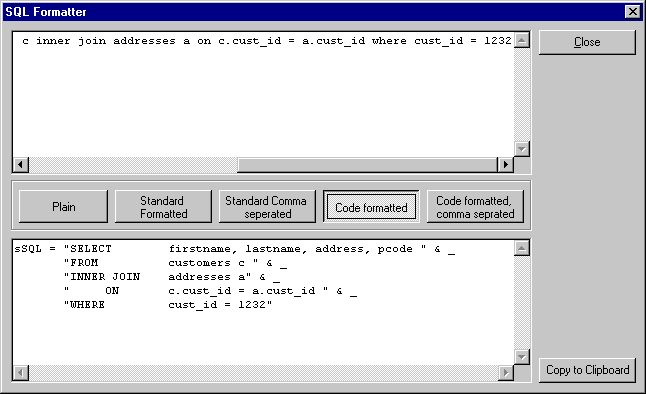 SQL Formatter
c inner join addresses a on c.cust_id = a.cust_id where cust_id = 1232
Close
Plain
Standard
Formatted
Standard Comma
seperated
Code formatted
Code formatted,
comma seprated
sSQL = "SELECT        firstname, lastname, address, pcode " & _
       "FROM          customers c " & _
       "INNER JOIN    addresses a" & _
       "     ON       c.cust_id = a.cust_id " & _
       "WHERE         cust_id = 1232"
Copy to Clipboard